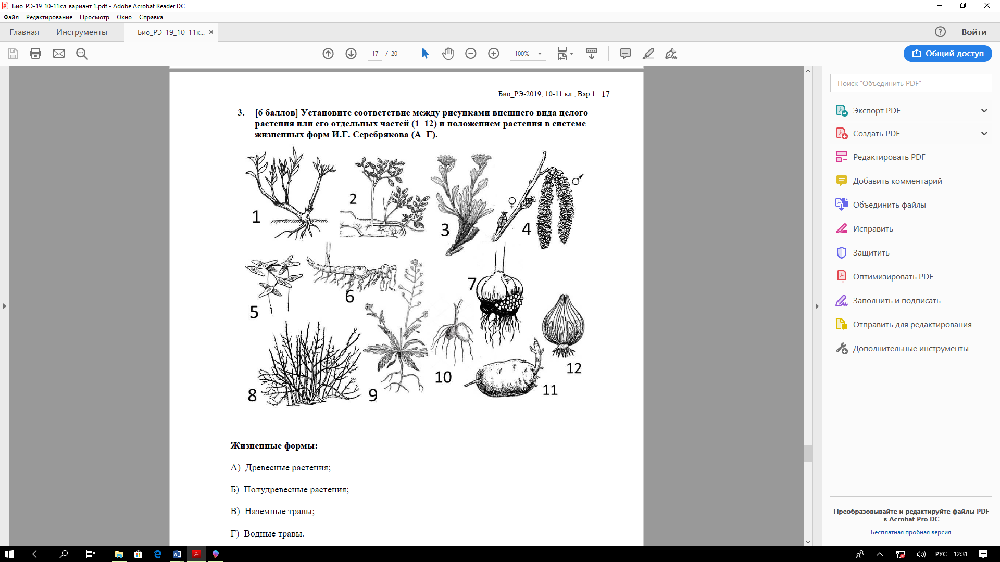 Био_РЭ-19_10-11кл_вариант 1.pdf - Adobe Acrobat Reader DC
Файл Редактирование Просмотр Окно Справка
Главная Инструменты Био_РЭ-19_10-11к... × Войти
17 / 20 100% Общий доступ
Био_РЭ-2019, 10-11 кл., Вар.1 17
3. [6 баллов] Установите соответствие между рисунками внешнего вида целого
растения или его отдельных частей (1–12) и положением растения в системе
жизненных форм И.Г. Серебрякова (А–Г).
1
2
3
4
5
6
7
8
9
10
11
12
Жизненные формы:
А) Древесные растения;
Б) Полудревесные растения;
В) Наземные травы;
Г) Водные травы.
Поиск "Объединить PDF"
Экспорт PDF
Создать PDF
Редактировать PDF
Добавить комментарий
Объединить файлы
Исправить
Защитить
Оптимизировать PDF
Заполнить и подписать
Отправить для редактирования
Дополнительные инструменты
Преобразовывайте и редактируйте файлы PDF
в Acrobat Pro DC
Бесплатная пробная версия
РУС 12:31